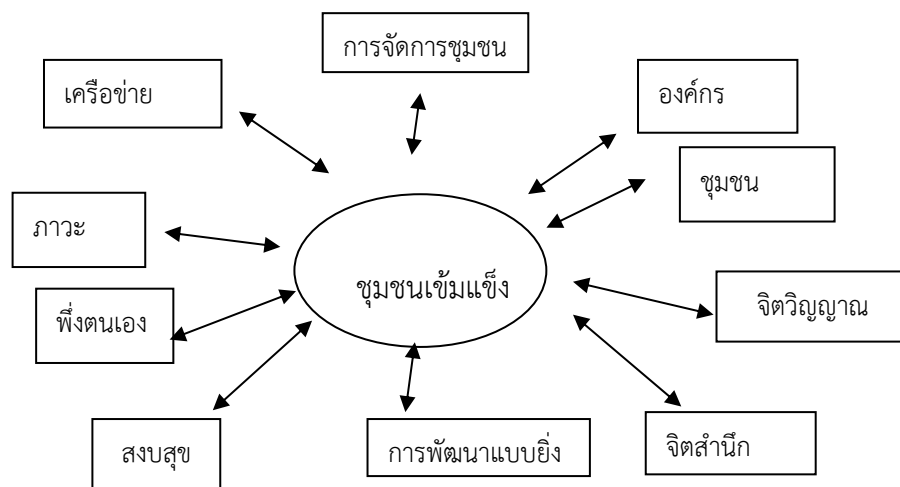 การจัดการชุมชน
เครือข่าย
องค์กร
ชุมชน
ภาวะ
ชุมชนเข้มแข็ง
พึ่งตนเอง
จิตวิญญาณ
สงบสุข
การพัฒนาแบบยิ่ง
จิตสำนึก